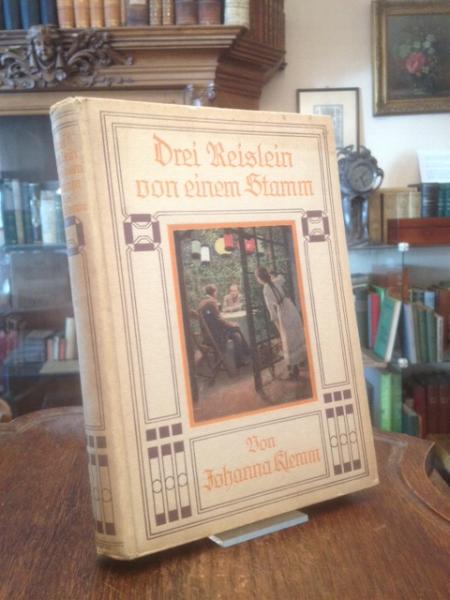 Drei Reislein
von einem Stamm
Von
Johanna Klemm